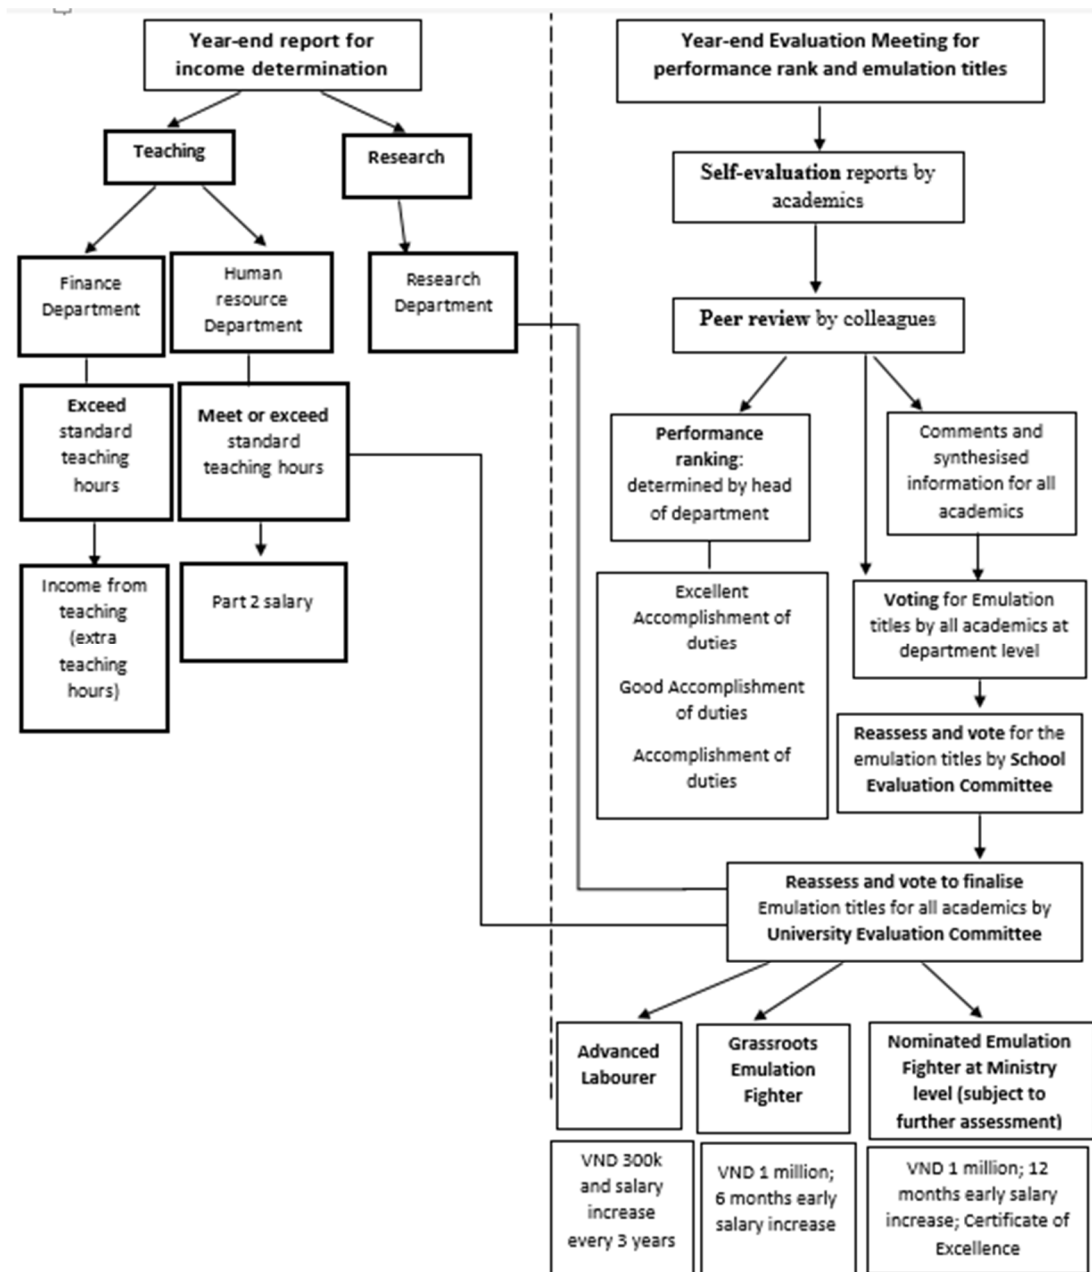 Year-end report for
income determination
Teaching
Research
Finance
Department
Human
resource
Department
Research
Department
Exceed
standard
teaching
hours
Meet or exceed
standard
teaching hours
Income from
teaching
(extra
teaching
hours)
Part 2 salary
Year-end Evaluation Meeting for
performance rank and emulation titles
Self-evaluation reports by
academics
Peer review by colleagues
Performance
ranking:
determined by head
of department
Comments and
synthesised
information for all
academics
Excellent
Accomplishment of
duties
Good Accomplishment
of duties
Accomplishment of
duties
Voting for Emulation
titles by all academics at
department level
Reassess and vote for the
emulation titles by School
Evaluation Committee
Reassess and vote to finalise
Emulation titles for all academics by
University Evaluation Committee
Advanced
Labourer
Grassroots
Emulation
Fighter
Nominated Emulation
Fighter at Ministry
level (subject to
further assessment)
VND 300k
and salary
increase
every 3 years
VND 1 million;
6 months early
salary increase
VND 1 million; 12
months early salary
increase; Certificate of
Excellence